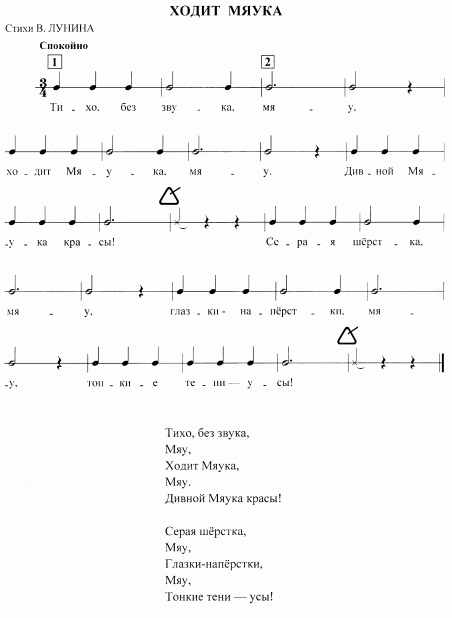 ХОДИТ МЯУКА
Стихи В. ЛУНИНА
Спокойно
1 2
3/4
Ти - хо, без зву - ка, мя - у,
хо - дит Мя - у - ка, мя - у. Див - ной Мя -
- у - ка кра - сы! Се - ра - я шёрст - ка,
мя - у, глаз - ки - на - пёрст - ки, мя -
- у, тон - ки - е те - ни — у - сы!
Тихо, без звука,
Мяу,
Ходит Мяука,
Мяу.
Дивной Мяука красы!
Серая шёрстка,
Мяу,
Глазки-напёрстки,
Мяу,
Тонкие тени — усы!